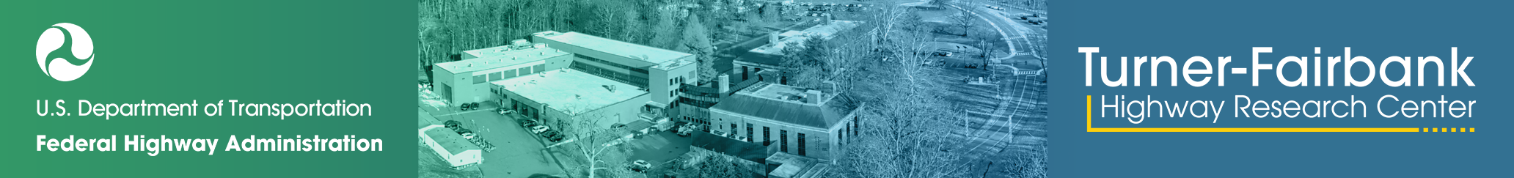 U.S. Department of Transportation
Federal Highway Administration
Turner-Fairbank
Highway Research Center